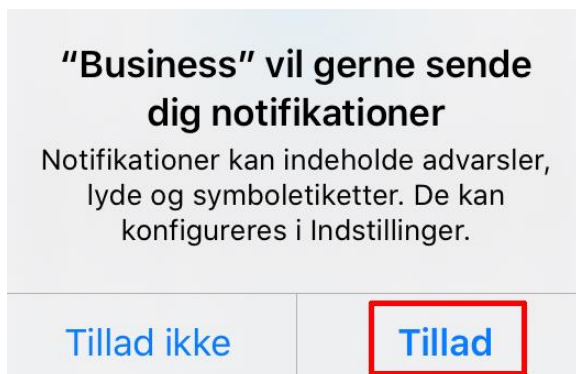 “Business” vil gerne sende
dig notifikationer
Notifikationer kan indeholde advarsler,
lyde og symboletiketter. De kan
konfigureres i Indstillinger.
Tillad ikke
Tillad